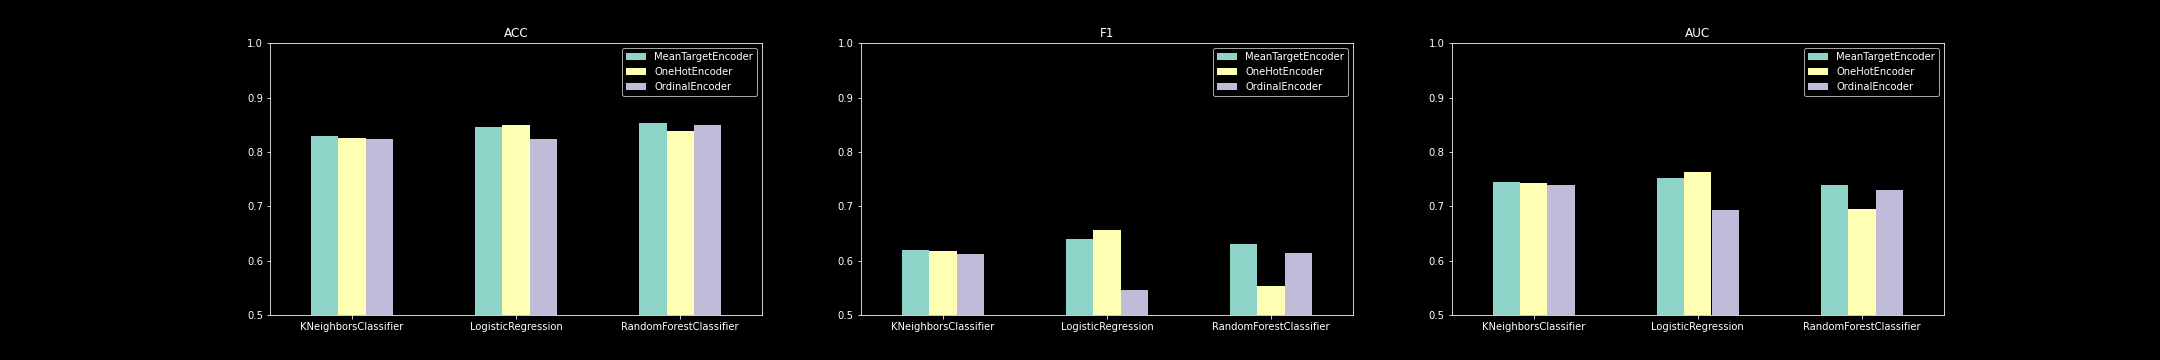 ACC
1.0
0.9
0.8
0.7
0.6
0.5
MeanTargetEncoder
OneHotEncoder
OrdinalEncoder
KNeighborsClassifier
LogisticRegression
RandomForestClassifier
F1
1.0
0.9
0.8
0.7
0.6
0.5
MeanTargetEncoder
OneHotEncoder
OrdinalEncoder
KNeighborsClassifier
LogisticRegression
RandomForestClassifier
AUC
1.0
0.9
0.8
0.7
0.6
0.5
MeanTargetEncoder
OneHotEncoder
OrdinalEncoder
KNeighborsClassifier
LogisticRegression
RandomForestClassifier